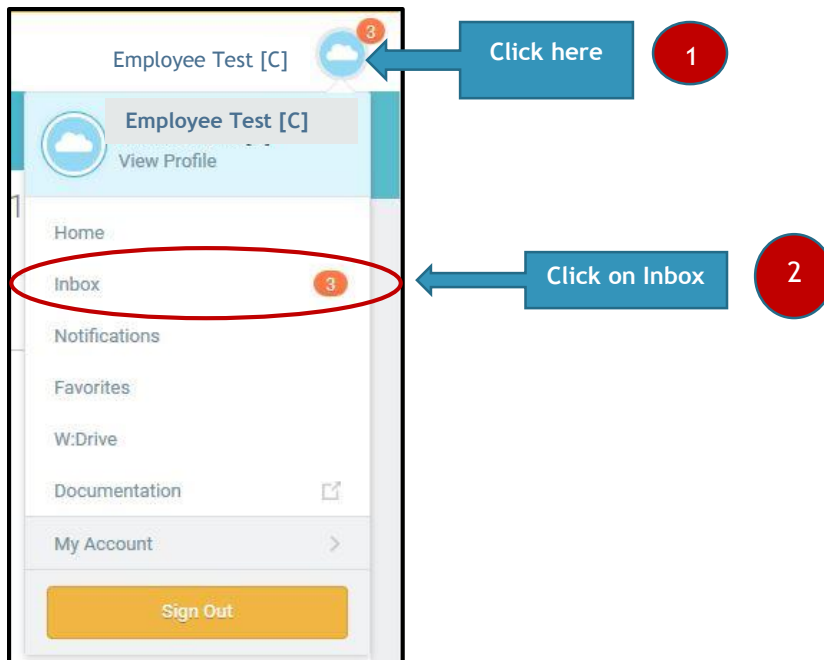 3
Employee Test [C]
Click here
1
Employee Test [C]
View Profile
1
Home
Inbox
3
Click on Inbox
2
Notifications
Favorites
W:Drive
Documentation
My Account
Sign Out